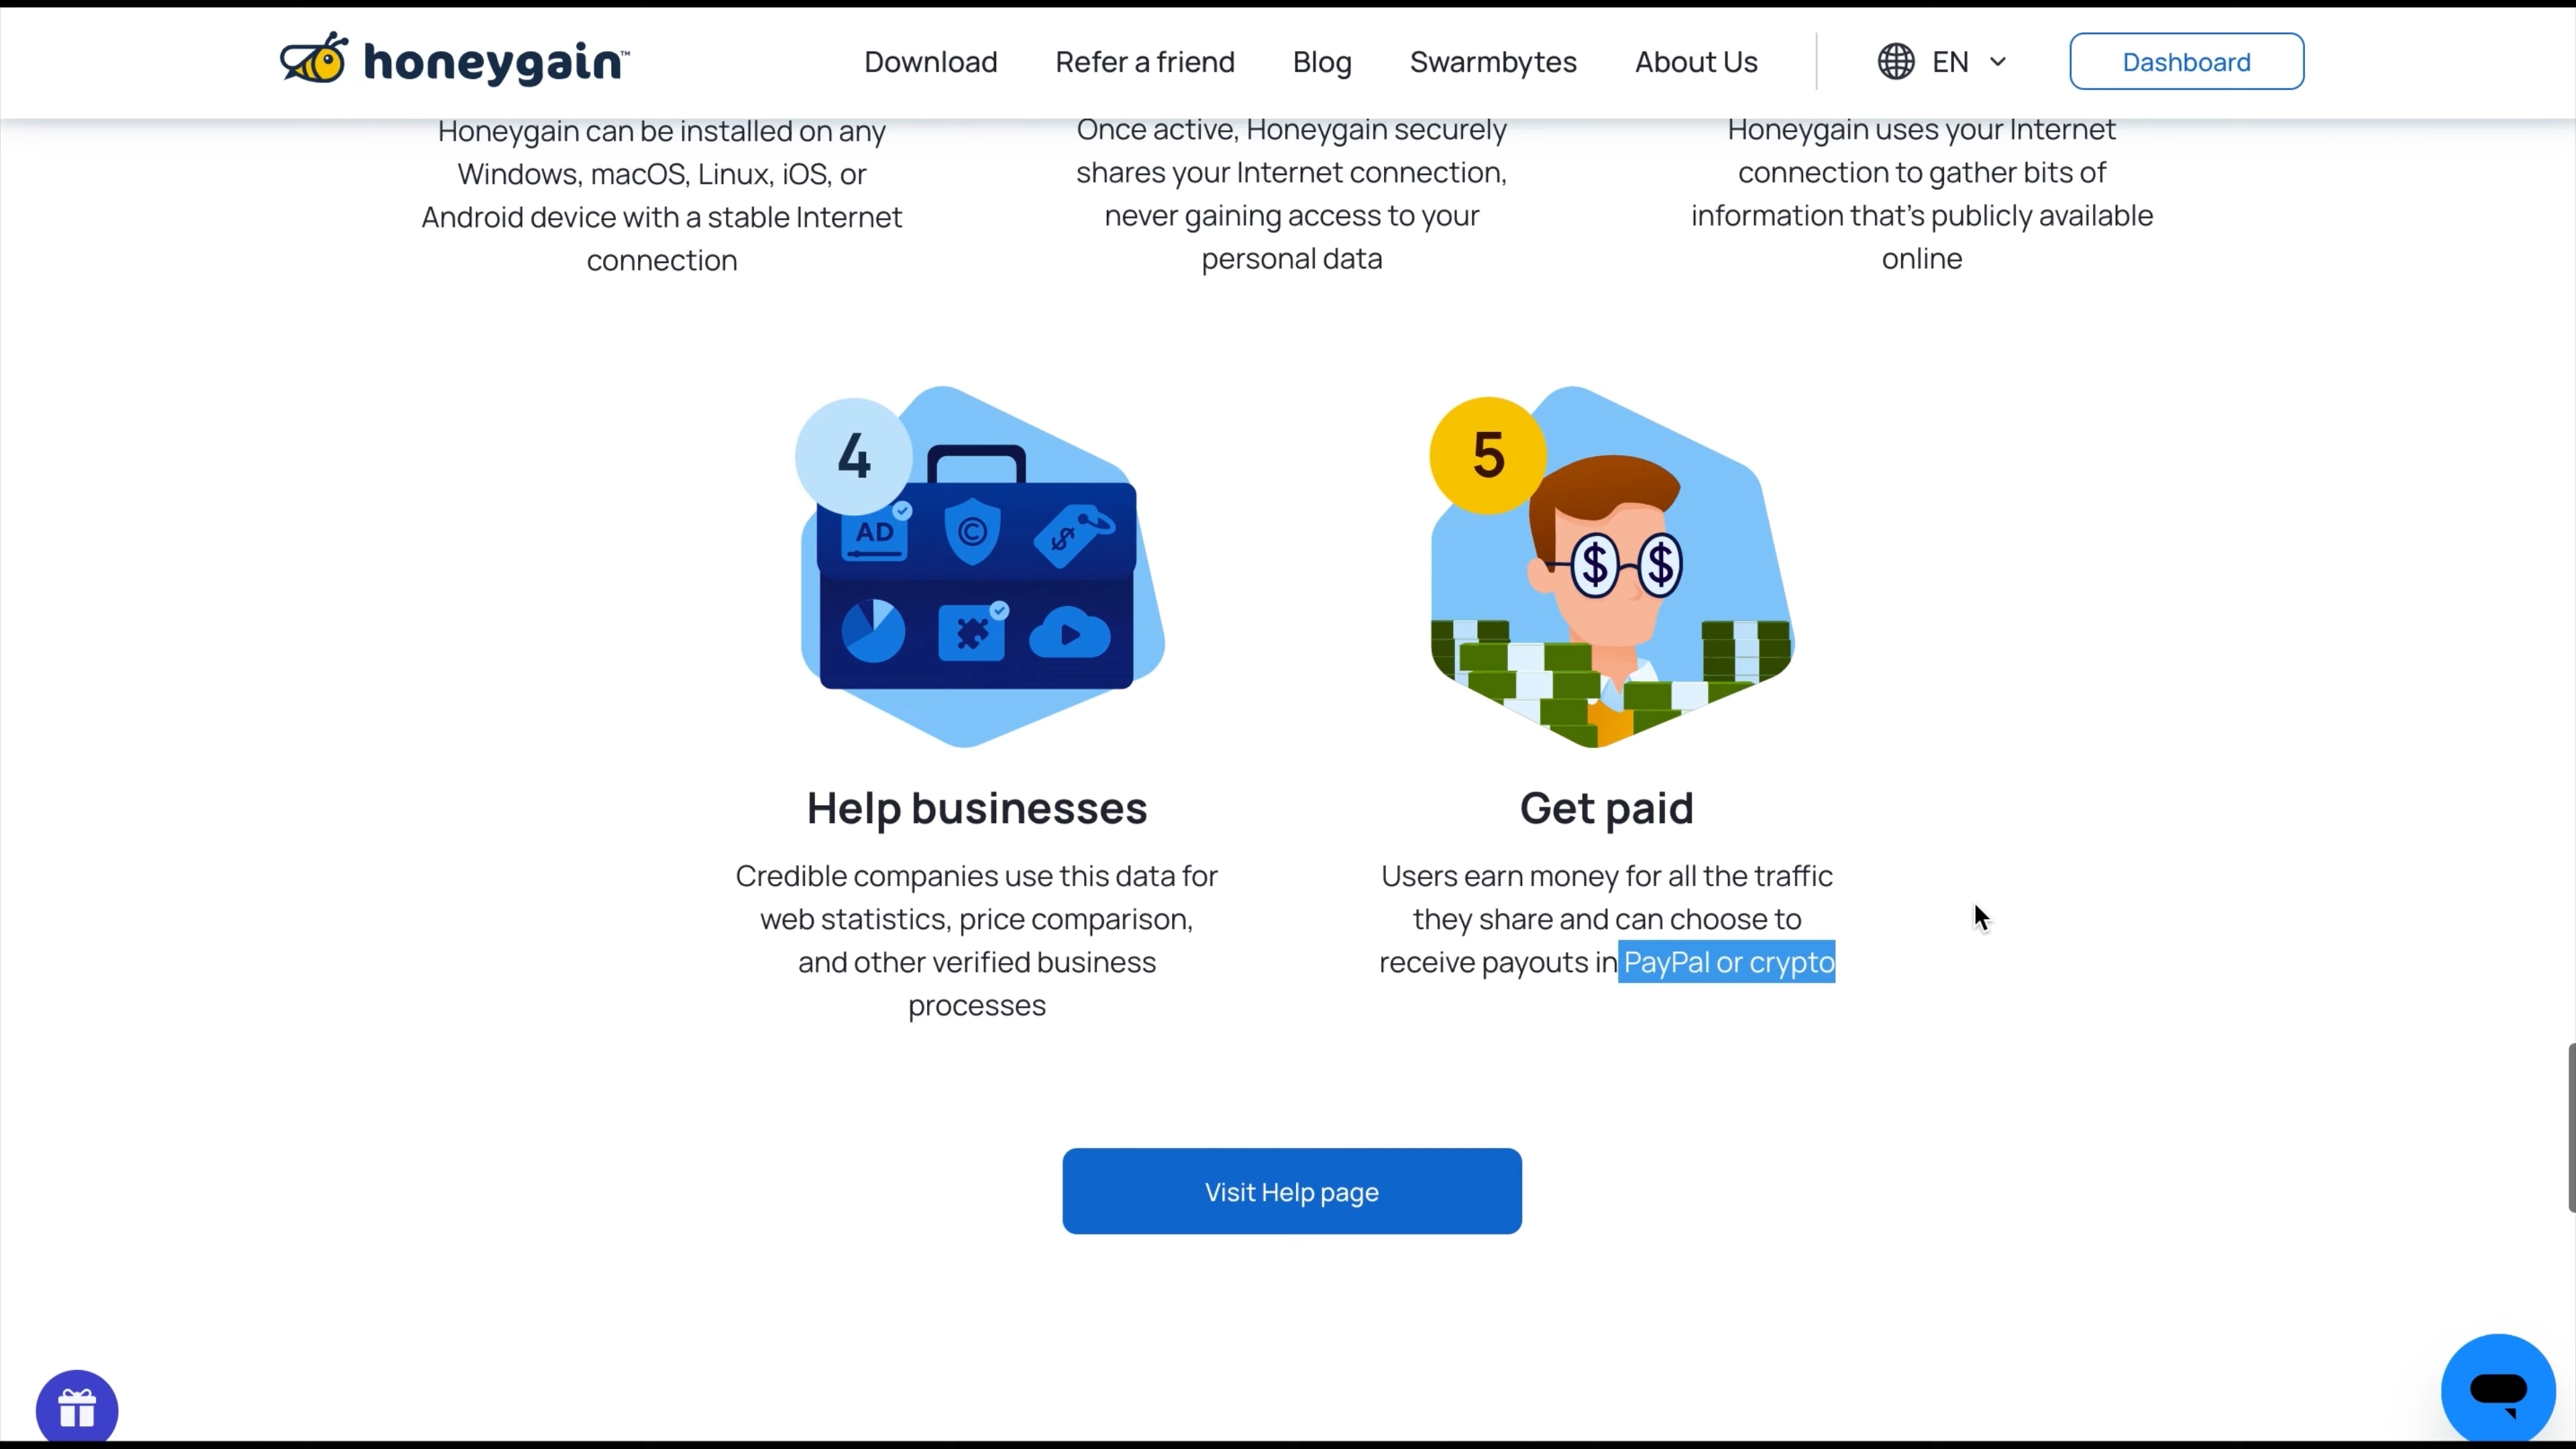 honeygain™
Download
Refer a friend
Blog
Swarmbytes
About Us
EN
Dashboard
Honeygain can be installed on any
Windows, macOS, Linux, iOS, or
Android device with a stable Internet
connection
Once active, Honeygain securely
shares your Internet connection,
never gaining access to your
personal data
Honeygain uses your Internet
connection to gather bits of
information that's publicly available
online
4
AD
©
$
Help businesses
Credible companies use this data for
web statistics, price comparison,
and other verified business
processes
5
$ $
Get paid
Users earn money for all the traffic
they share and can choose to
receive payouts in PayPal or crypto
Visit Help page